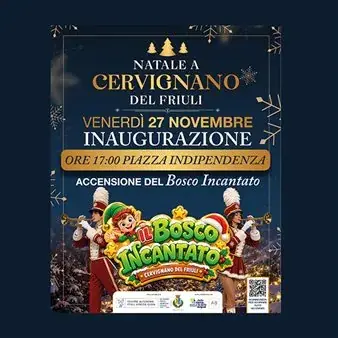 NATALE A
CERVIGNANO
DEL FRIULI
VENERDÌ 27 NOVEMBRE
INAUGURAZIONE
ORE 17:00 PIAZZA INDIPENDENZA
ACCENSIONE DEL Bosco Incantato
IL BOSCO
INCANTATO
CERVIGNANO DEL FRIULI